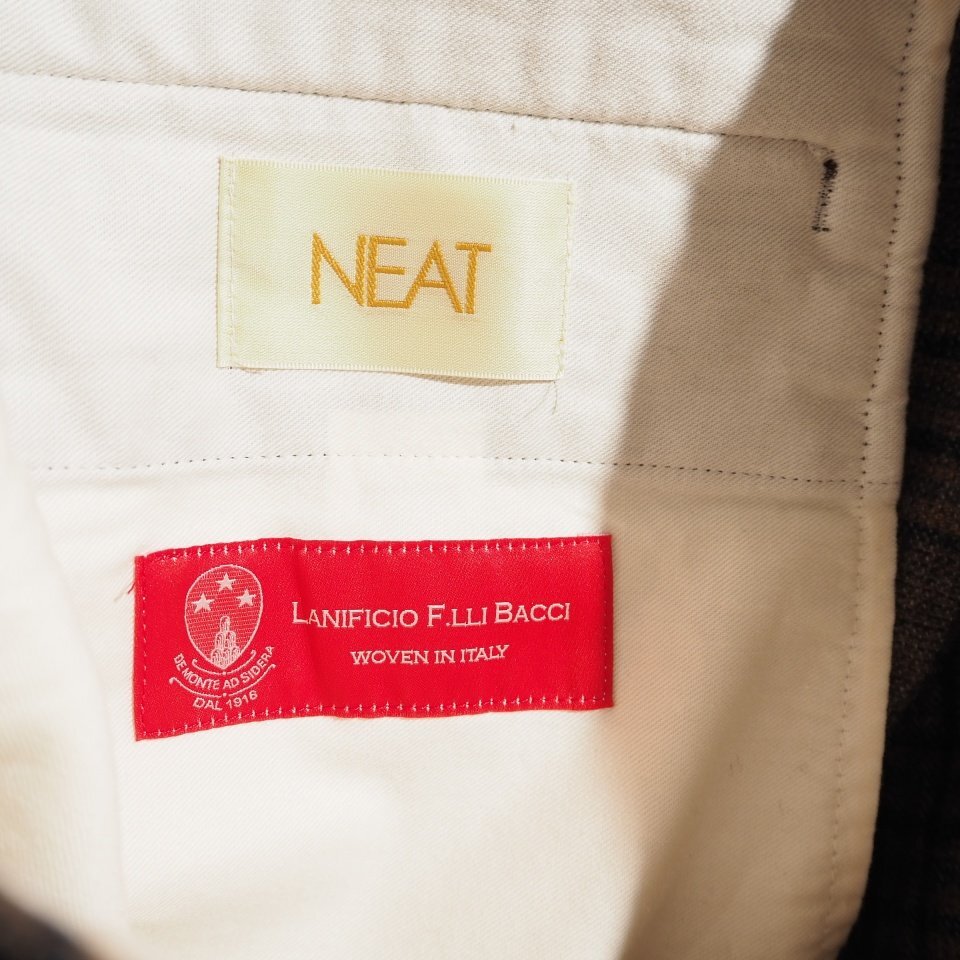 NEAT
LANIFICIO F.LLI BACCI
WOVEN IN ITALY
DE MONTE AD SIDERA
DAL 1916